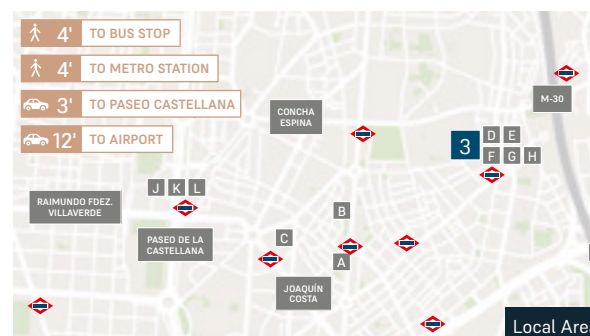 4' TO BUS STOP
4' TO METRO STATION
3' TO PASEO CASTELLANA
12' TO AIRPORT
M-30
CONCHA
ESPINA
3
D E
F G H
J K L
RAIMUNDO FDEZ.
VILLAVERDE
B
PASEO DE LA
CASTELLANA
C
A
JOAQUÍN
COSTA
Local Are